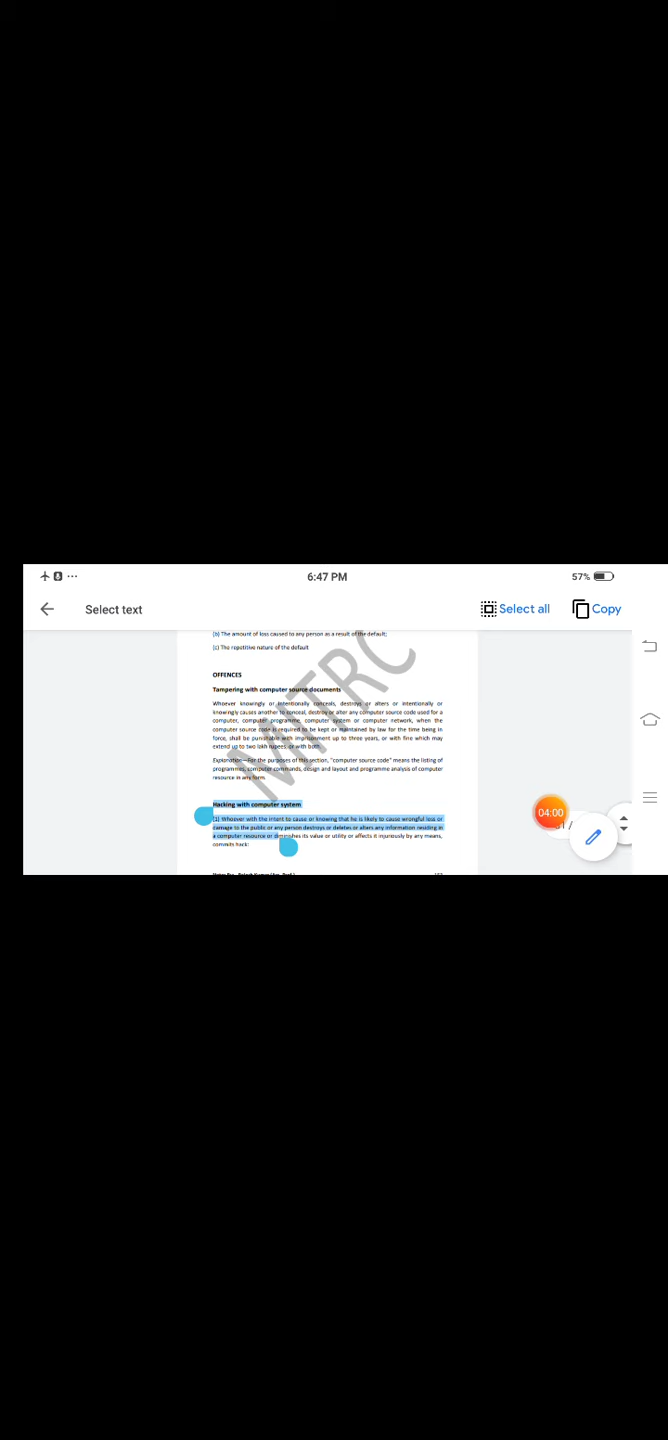 6:47 PM
57%
Select text
Select all
Copy
(b) The amount of loss caused to any person as a result of the default;
(c) The repetitive nature of the default
OFFENCES
Tampering with computer source documents
Whoever knowingly or intentionally conceals, destroys or alters or intentionally or
knowingly causes another to conceal, destroy or alter any computer source code used for a
computer, computer programme, computer system or computer network, when the
computer source code is required to be kept or maintained by law for the time being in
force, shall be punishable with imprisonment up to three years, or with fine which may
extend up to two lakh rupees, or with both.
Explanation—For the purposes of this section, "computer source code" means the listing of
programmes, computer commands, design and layout and programme analysis of computer
resource in any form.
MITRC
Hacking with computer system
(1) Whoever with the intent to cause or knowing that he is likely to cause wrongful loss or
damage to the public or any person destroys or deletes or alters any information residing in
a computer resource or diminishes its value or utility or affects it injuriously by any means,
commits hack:
04:00